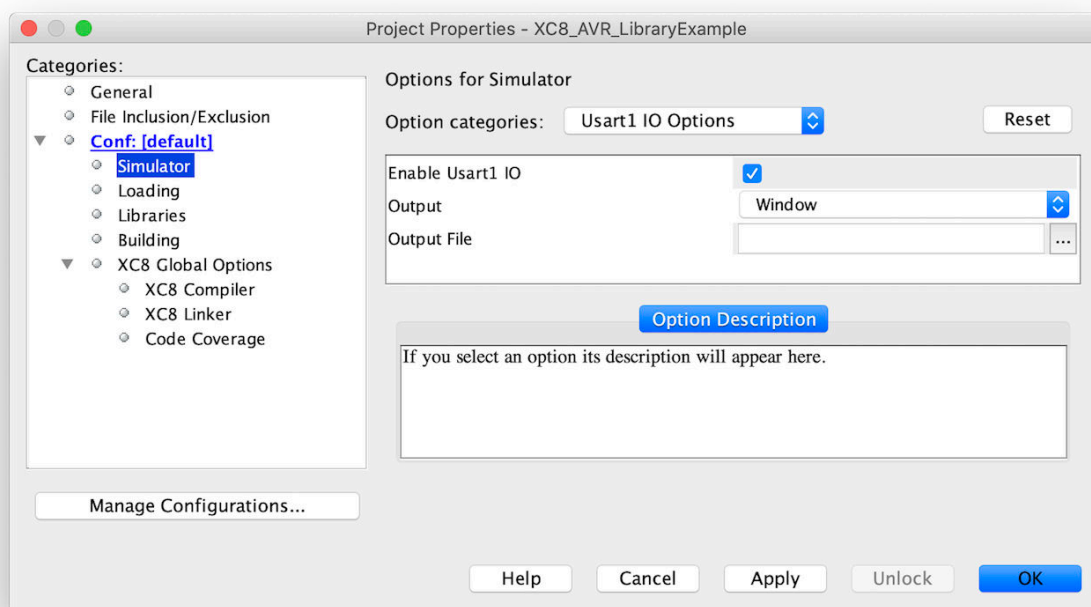 Project Properties - XC8_AVR_LibraryExample
Categories:
General
File Inclusion/Exclusion
Conf: [default]
Simulator
Loading
Libraries
Building
XC8 Global Options
XC8 Compiler
XC8 Linker
Code Coverage
Manage Configurations...
Options for Simulator
Option categories: Usart1 IO Options Reset
Enable Usart1 IO
Output Window
Output File ...
Option Description
If you select an option its description will appear here.
Help Cancel Apply Unlock OK